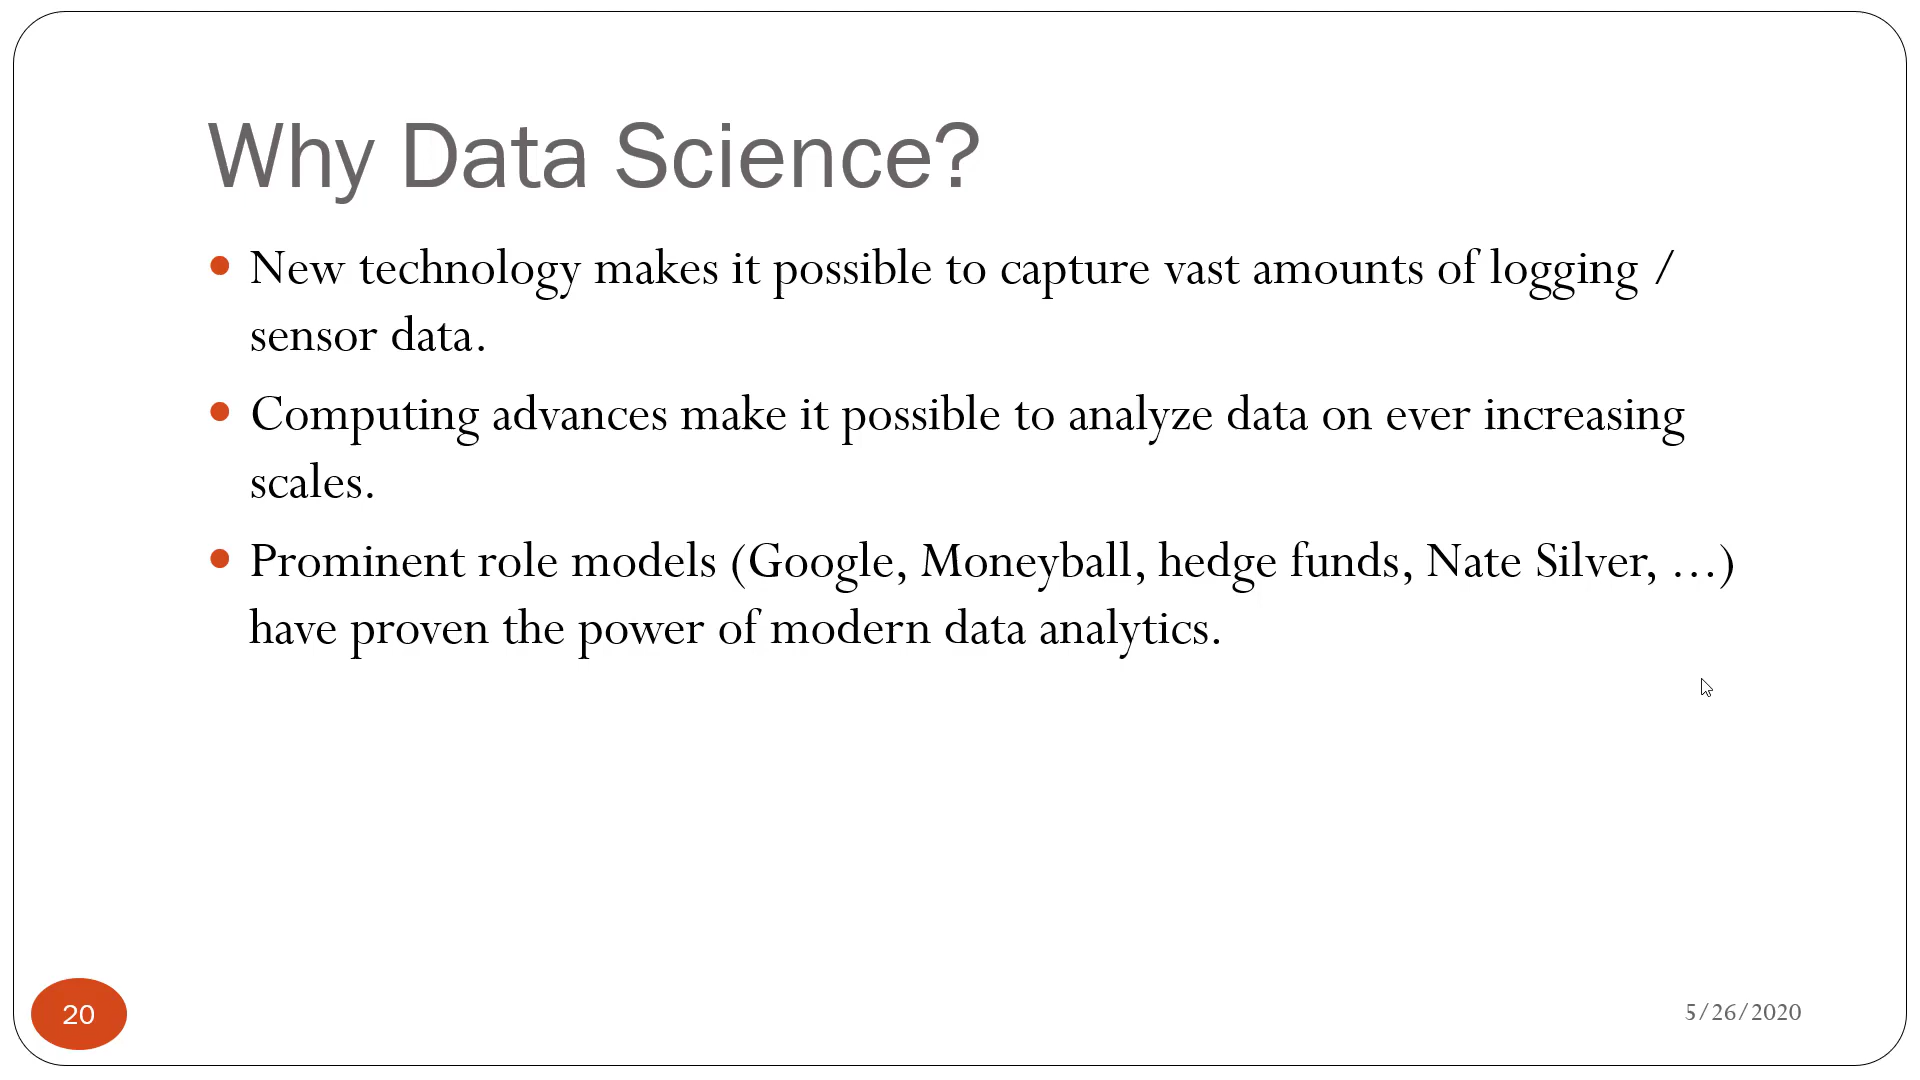 Why Data Science?
• New technology makes it possible to capture vast amounts of logging /
sensor data.
• Computing advances make it possible to analyze data on ever increasing
scales.
• Prominent role models (Google, Moneyball, hedge funds, Nate Silver, …)
have proven the power of modern data analytics.
20
5/26/2020